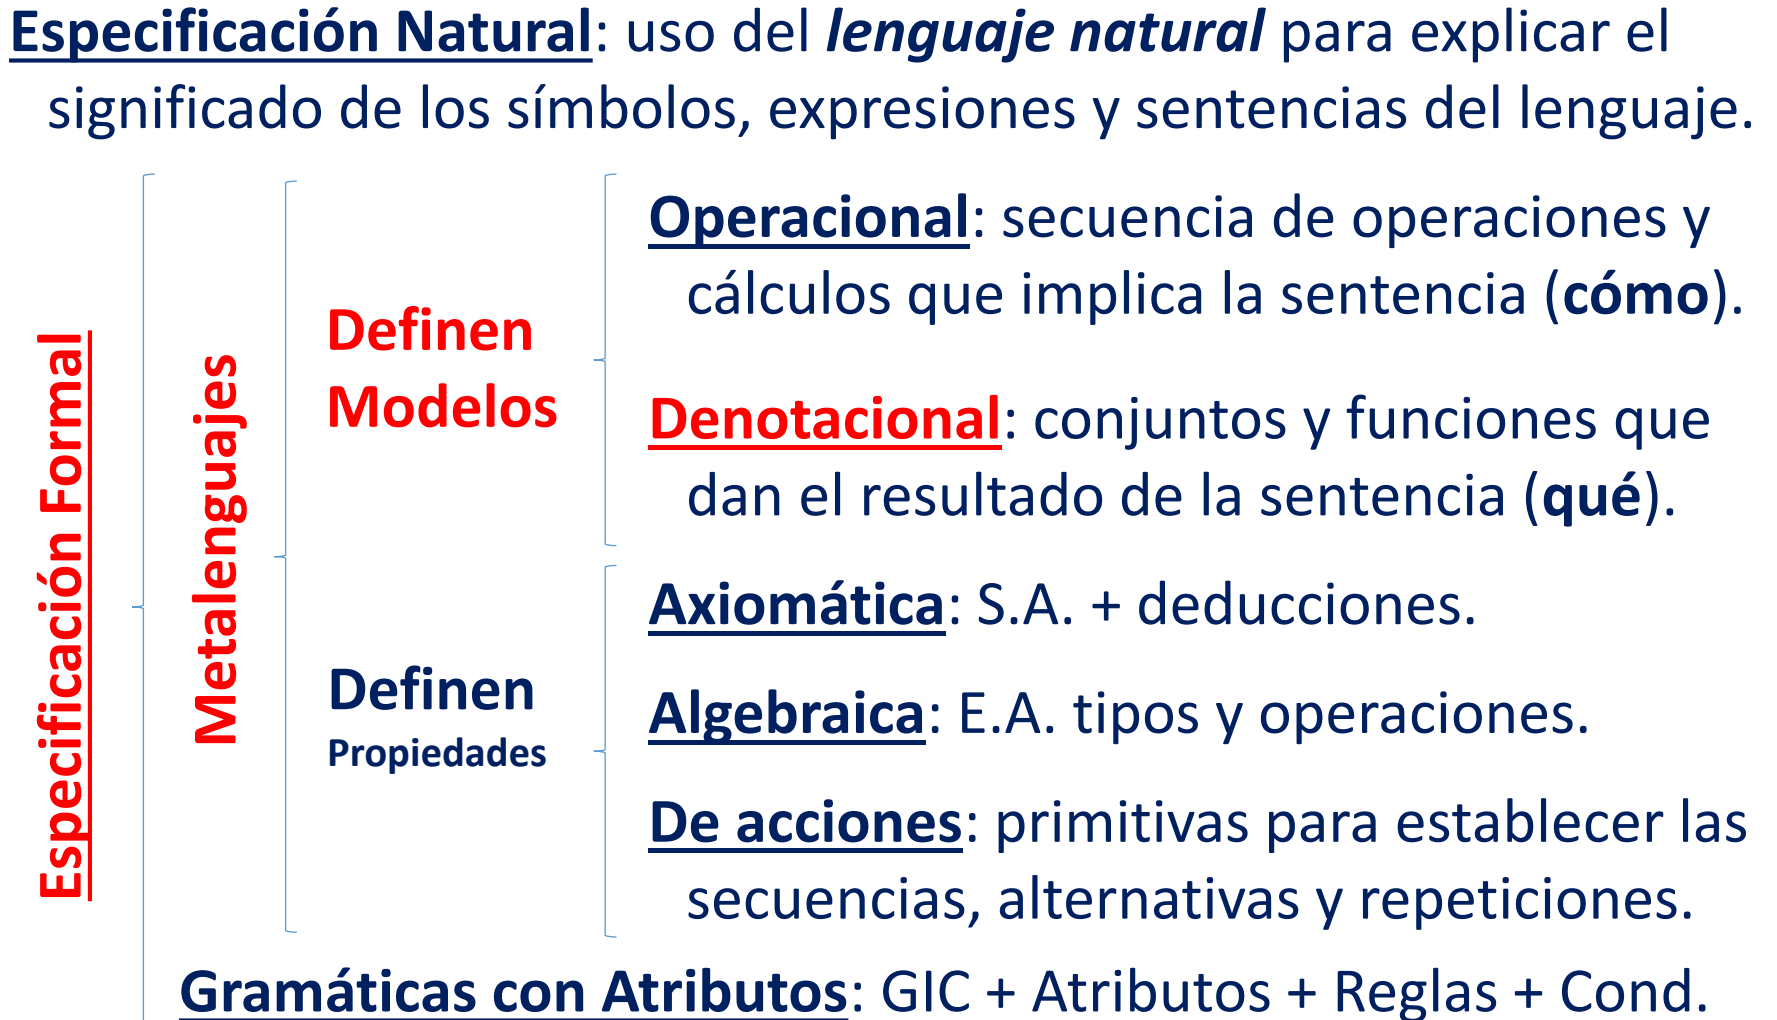 Especificación Natural: uso del lenguaje natural para explicar el
significado de los símbolos, expresiones y sentencias del lenguaje.
Especificación Formal
Metalenguajes
Definen
Modelos
Operacional: secuencia de operaciones y
cálculos que implica la sentencia (cómo).
Denotacional: conjuntos y funciones que
dan el resultado de la sentencia (qué).
Definen
Propiedades
Axiomática: S.A. + deducciones.
Algebraica: E.A. tipos y operaciones.
De acciones: primitivas para establecer las
secuencias, alternativas y repeticiones.
Gramáticas con Atributos: GIC + Atributos + Reglas + Cond.